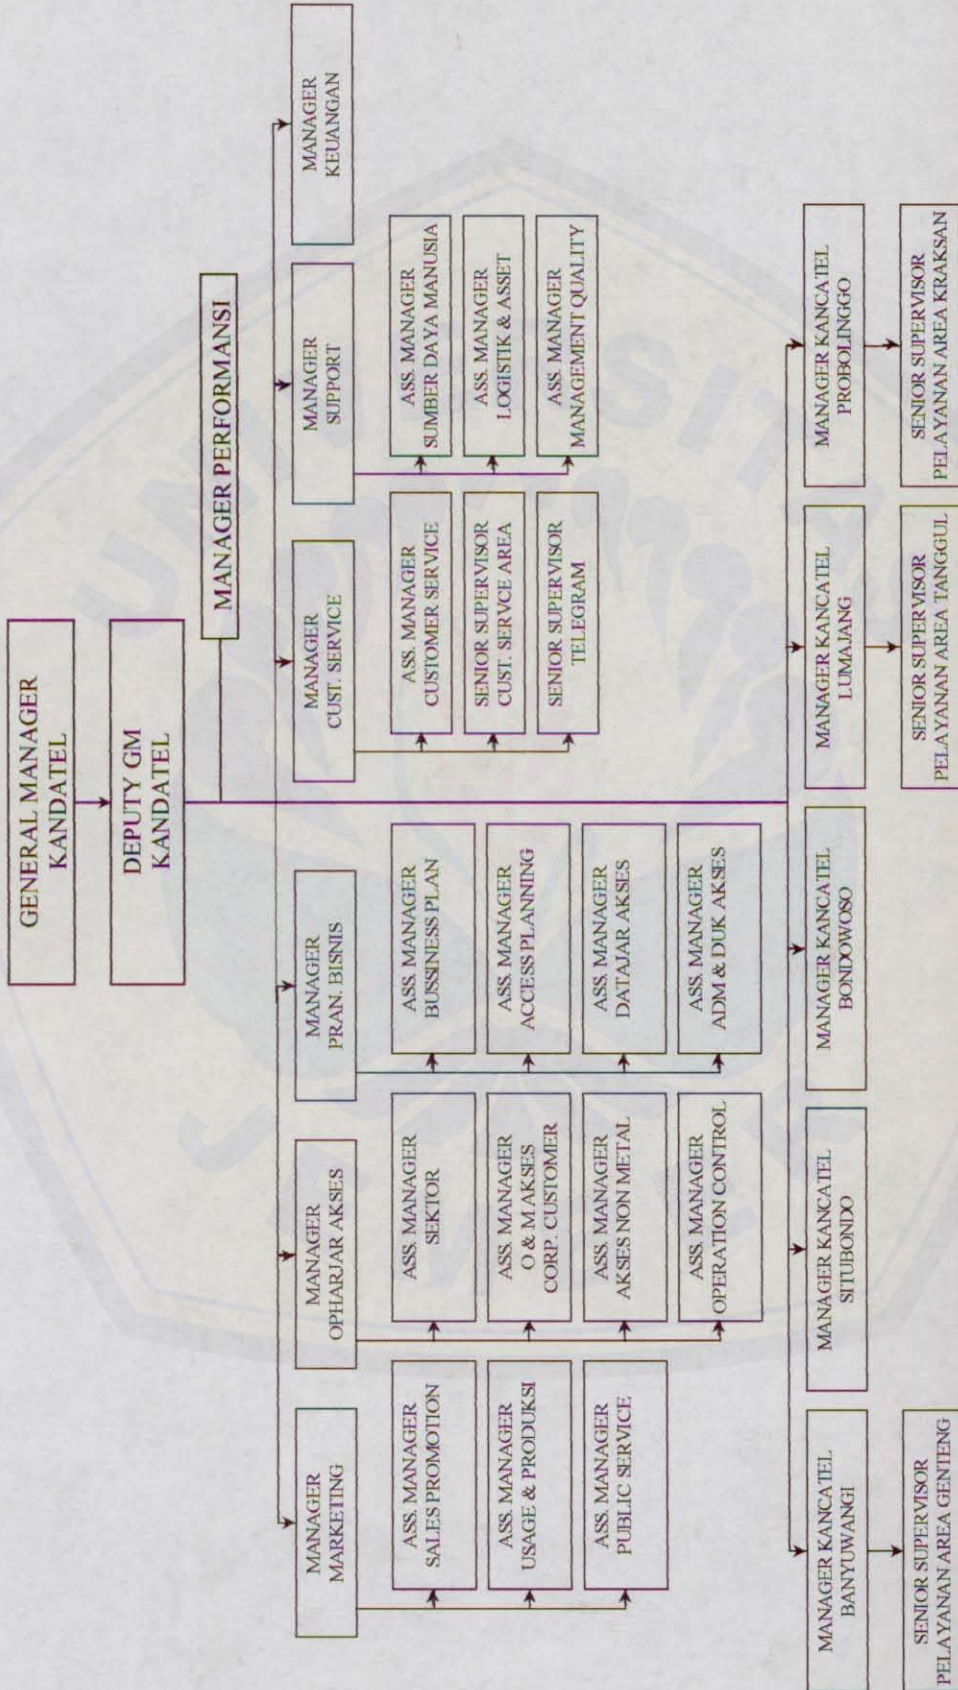 GENERAL MANAGER
KANDATEL
DEPUTY GM
KANDATEL
MANAGER PERFORMANSI
MANAGER
MARKETING
MANAGER
OPHARJAR AKSES
MANAGER
PRAN. BISNIS
MANAGER
CUST. SERVICE
MANAGER
SUPPORT
MANAGER
KEUANGAN
ASS. MANAGER
SALES PROMOTION
ASS. MANAGER
USAGE & PRODUKSI
ASS. MANAGER
PUBLIC SERVICE
ASS. MANAGER
SEKTOR
ASS. MANAGER
O & M AKSES
CORP. CUSTOMER
ASS. MANAGER
AKSES NON METAL
ASS. MANAGER
OPERATION CONTROL
ASS. MANAGER
BUSSINESS PLAN
ASS. MANAGER
ACCESS PLANNING
ASS. MANAGER
DATAJAR AKSES
ASS. MANAGER
ADM & DUK AKSES
ASS. MANAGER
CUSTOMER SERVICE
SENIOR SUPERVISOR
CUST. SERVCE AREA
SENIOR SUPERVISOR
TELEGRAM
ASS. MANAGER
SUMBER DAYA MANUSIA
ASS. MANAGER
LOGISTIK & ASSET
ASS. MANAGER
MANAGEMENT QUALITY
MANAGER KANCATEL
BANYUWANGI
MANAGER KANCATEL
SITUBONDO
MANAGER KANCATEL
BONDOWOSO
MANAGER KANCATEL
LUMAJANG
MANAGER KANCATEL
PROBOLINGGO
SENIOR SUPERVISOR
PELAYANAN AREA GENTENG
SENIOR SUPERVISOR
PELAYANAN AREA TANGGUL
SENIOR SUPERVISOR
PELAYANAN AREA KRAKSAN